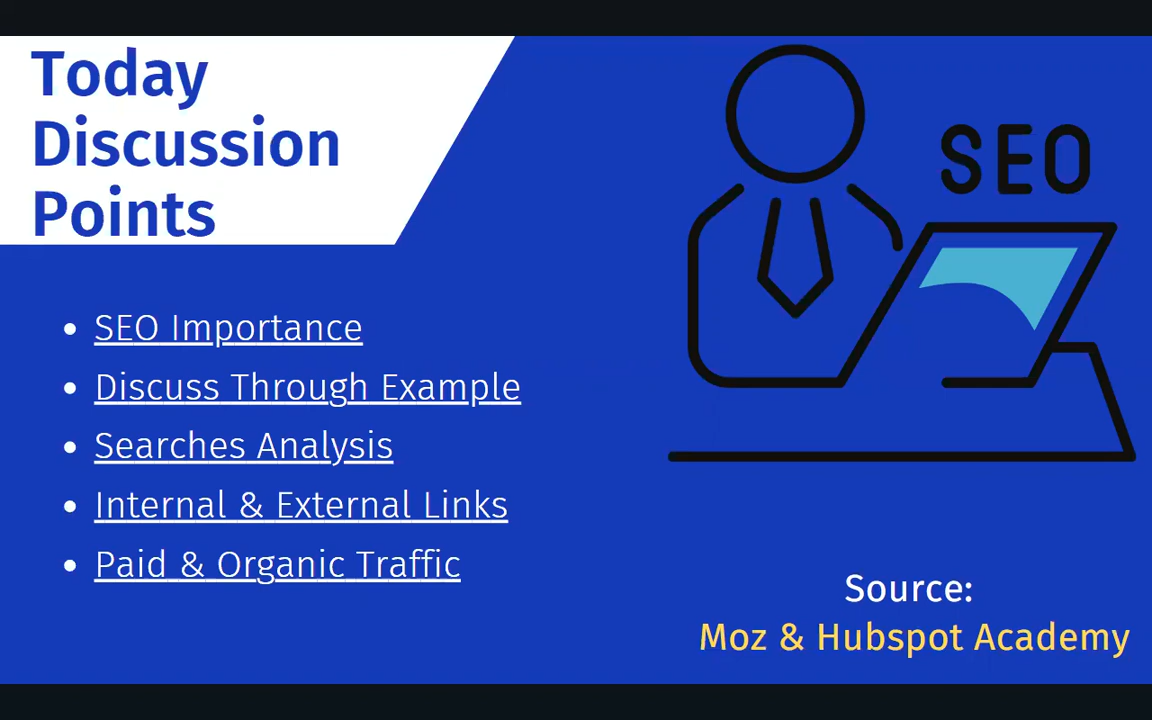 Today
Discussion
Points
SEO
• SEO Importance
• Discuss Through Example
• Searches Analysis
• Internal & External Links
• Paid & Organic Traffic
Source:
Moz & Hubspot Academy